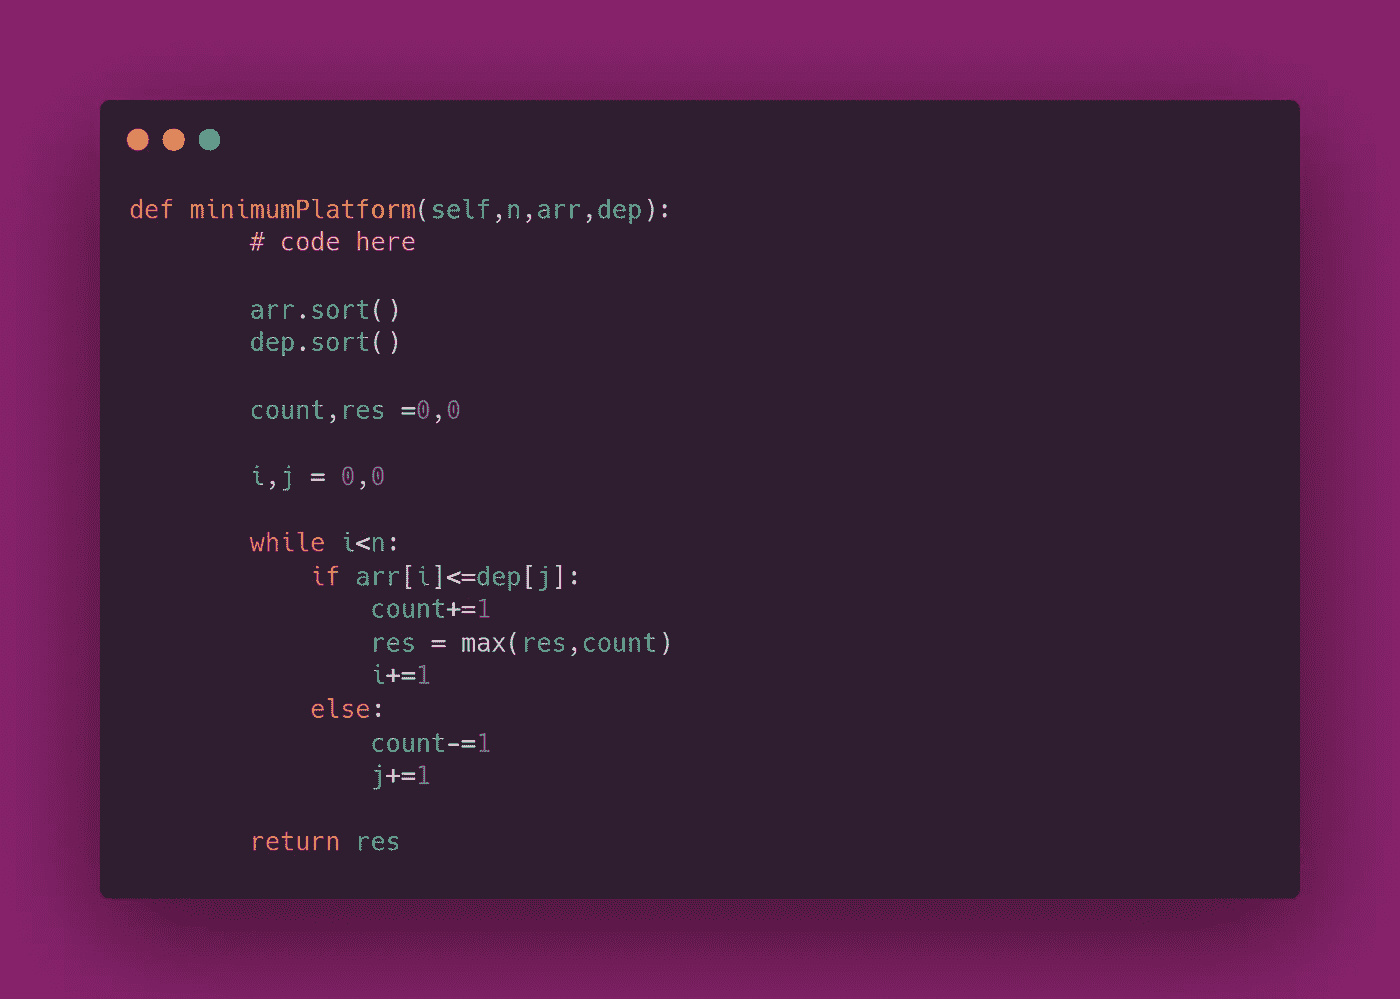 def minimumPlatform(self,n,arr,dep):
        # code here

        arr.sort()
        dep.sort()

        count,res =0,0

        i,j = 0,0

        while i<n:
            if arr[i]<=dep[j]:
                count+=1
                res = max(res,count)
                i+=1
            else:
                count-=1
                j+=1

        return res